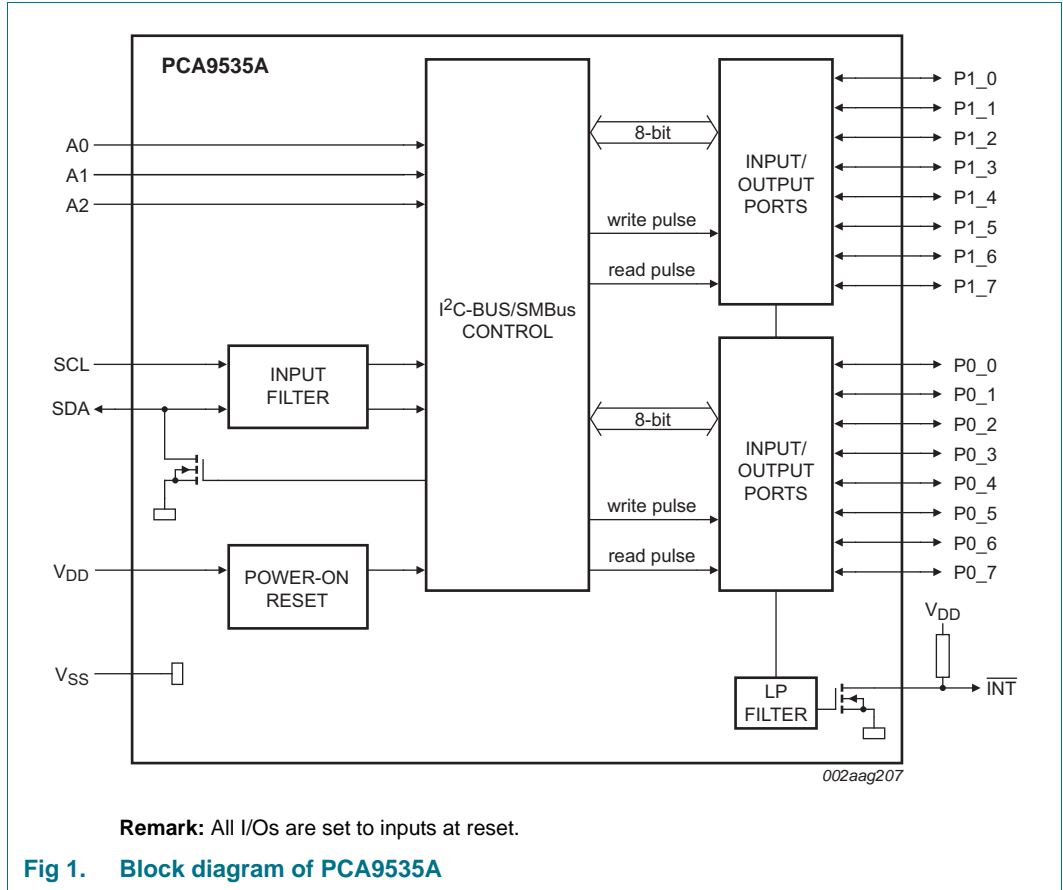 PCA9535A
A0
A1
A2
SCL
SDA
VDD
VSS
INPUT
FILTER
POWER-ON
RESET
I2C-BUS/SMBus
CONTROL
8-bit
write pulse
read pulse
INPUT/
OUTPUT
PORTS
P1_0
P1_1
P1_2
P1_3
P1_4
P1_5
P1_6
P1_7
8-bit
write pulse
read pulse
INPUT/
OUTPUT
PORTS
P0_0
P0_1
P0_2
P0_3
P0_4
P0_5
P0_6
P0_7
VDD
INT
LP
FILTER
002aag207
Remark: All I/Os are set to inputs at reset.
Fig 1. Block diagram of PCA9535A